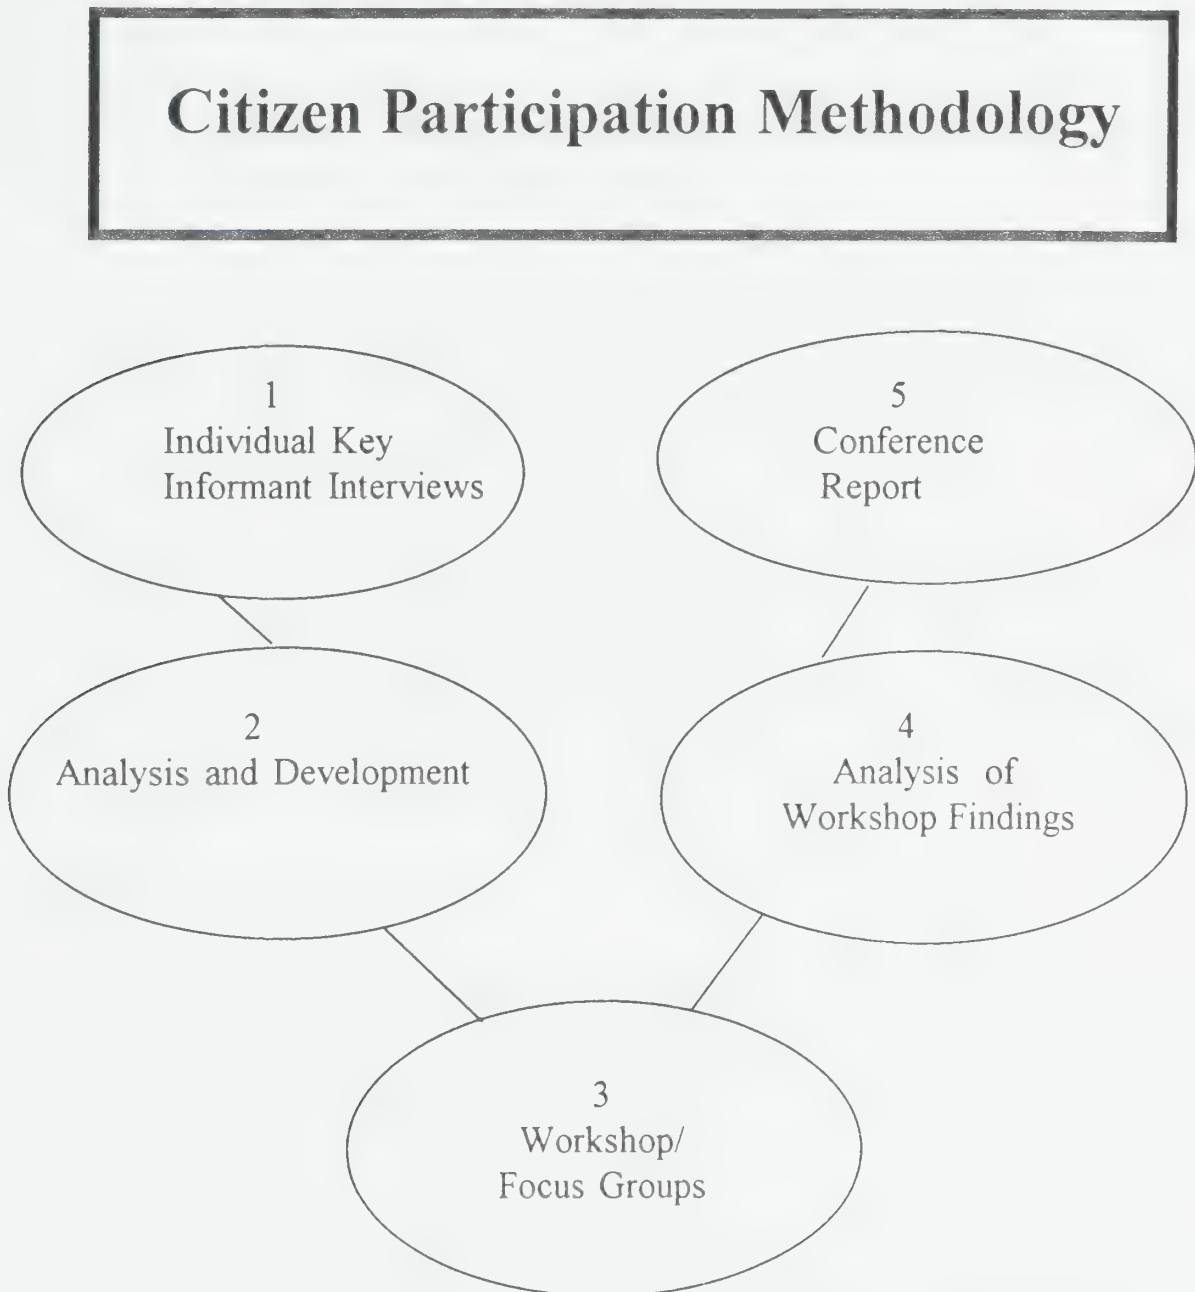 Citizen Participation Methodology
1
Individual Key
Informant Interviews
2
Analysis and Development
3
Workshop/
Focus Groups
4
Analysis of
Workshop Findings
5
Conference
Report